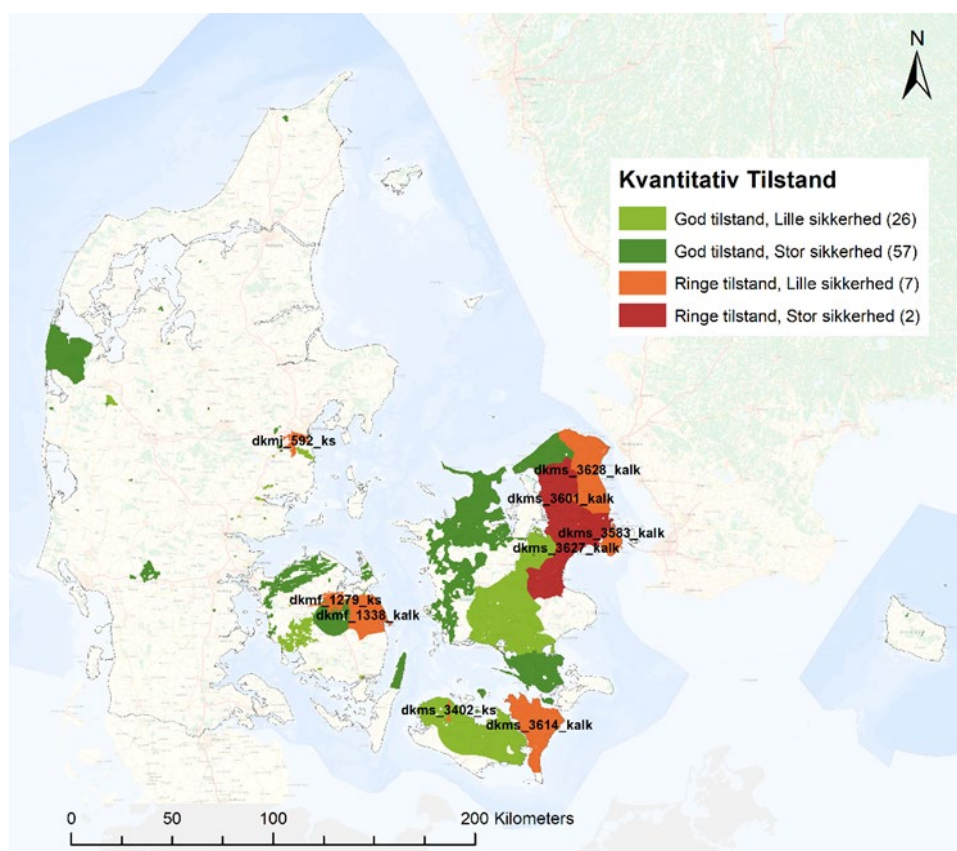 N
Kvantitativ Tilstand
God tilstand, Lille sikkerhed (26)
God tilstand, Stor sikkerhed (57)
Ringe tilstand, Lille sikkerhed (7)
Ringe tilstand, Stor sikkerhed (2)
dkmj_592_ks
dkms_3628_kalk
dkms_3601_kalk
dkms_3583_kalk
dkms_3627_kalk
dkmf_1279_ks
dkmf_1338_kalk
dkms_3402_ks
dkms_3614_kalk
0 50 100 200 Kilometers